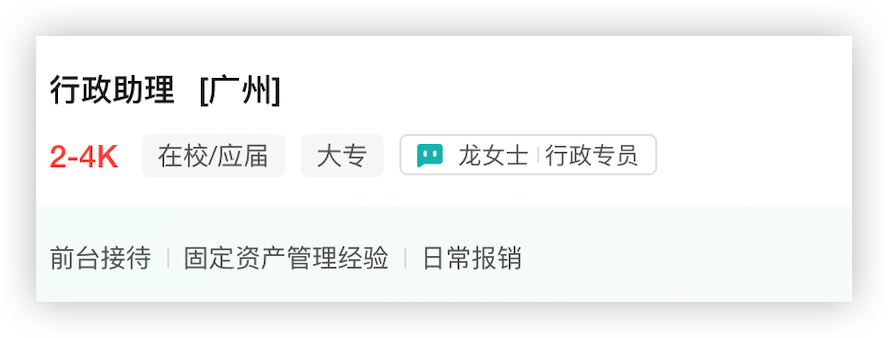 行政助理 [广州]
2-4K 在校/应届 大专 龙女士 | 行政专员
前台接待 | 固定资产管理经验 | 日常报销